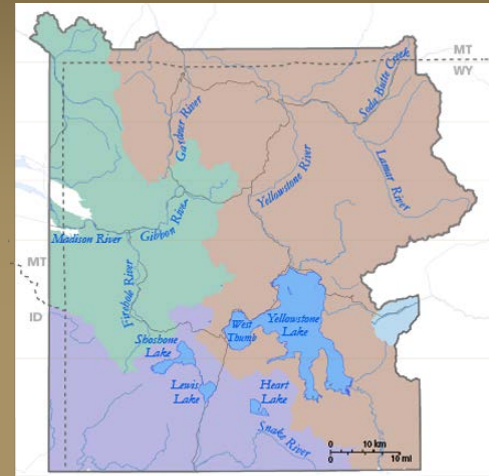 MT
WY
Soda Butte Creek
Gardner River
Lamar River
Yellowstone River
Gibbon River
Madison River
MT
ID
Firehole River
Yellowstone
Lake
West
Thumb
Shoshone
Lake
Lewis
Lake
Heart
Lake
Snake River
0 10 km
0 10 mi